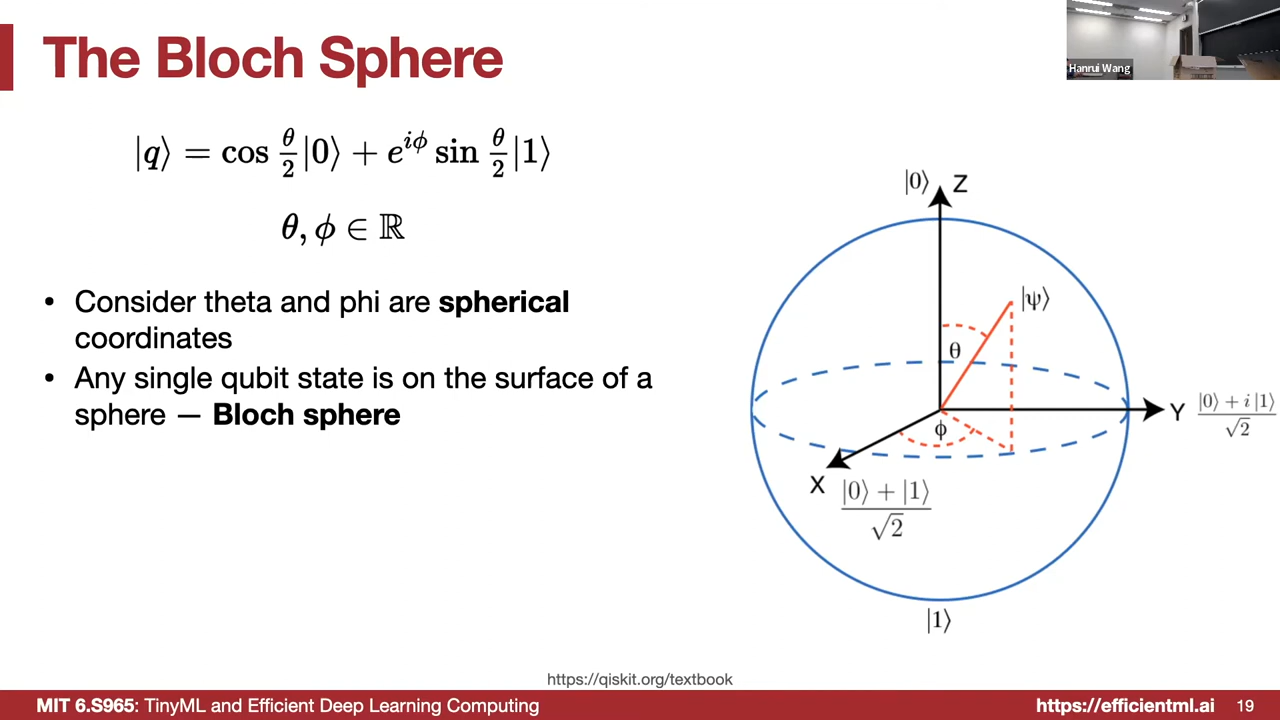 The Bloch Sphere
Hanrui Wang
|q⟩ = cos θ/2 |0⟩ + e^{iϕ} sin θ/2 |1⟩
θ, ϕ ∈ ℝ
• Consider theta and phi are spherical
coordinates
• Any single qubit state is on the surface of a
sphere — Bloch sphere
|0⟩ Z
|ψ⟩
θ
ϕ
Y (|0⟩ + i |1⟩)/√2
X (|0⟩ + |1⟩)/√2
|1⟩
https://qiskit.org/textbook
MIT 6.S965: TinyML and Efficient Deep Learning Computing
https://efficientml.ai 19